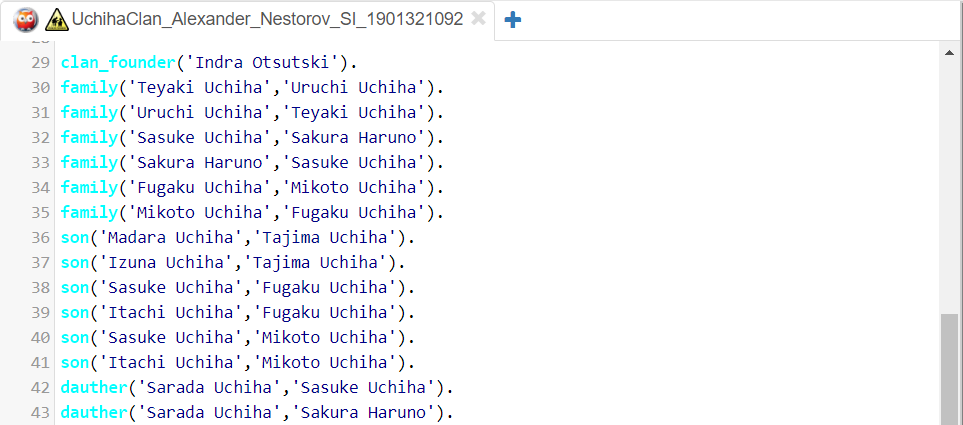 UchihaClan_Alexander_Nestorov_SI_1901321092
29 clan_founder('Indra Otsutski').
30 family('Teyaki Uchiha','Uruchi Uchiha').
31 family('Uruchi Uchiha','Teyaki Uchiha').
32 family('Sasuke Uchiha','Sakura Haruno').
33 family('Sakura Haruno','Sasuke Uchiha').
34 family('Fugaku Uchiha','Mikoto Uchiha').
35 family('Mikoto Uchiha','Fugaku Uchiha').
36 son('Madara Uchiha','Tajima Uchiha').
37 son('Izuna Uchiha','Tajima Uchiha').
38 son('Sasuke Uchiha','Fugaku Uchiha').
39 son('Itachi Uchiha','Fugaku Uchiha').
40 son('Sasuke Uchiha','Mikoto Uchiha').
41 son('Itachi Uchiha','Mikoto Uchiha').
42 dauther('Sarada Uchiha','Sasuke Uchiha').
43 dauther('Sarada Uchiha','Sakura Haruno').